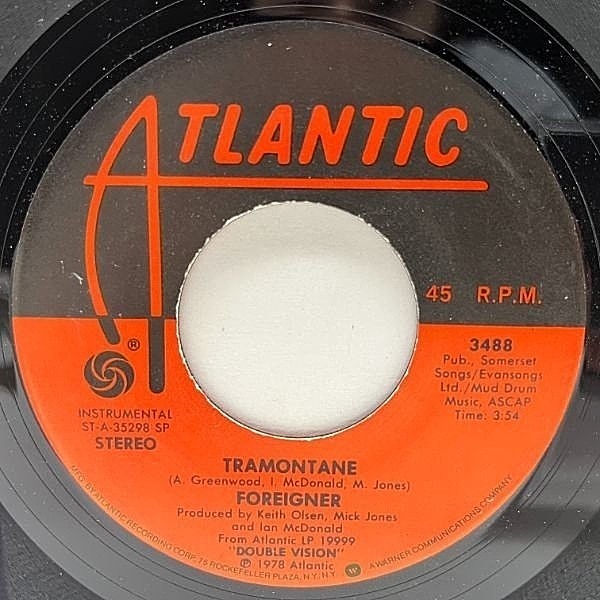 ATLANTIC
45 R.P.M.
®
INSTRUMENTAL
ST-A-35298 SP
STEREO
3488
Pub., Somerset
Songs/Evansongs
Ltd./Mud Drum
Music, ASCAP
Time: 3:54
TRAMONTANE
(A. Greenwood, I. McDonald, M. Jones)
FOREIGNER
Produced by Keith Olsen, Mick Jones
and Ian McDonald
From Atlantic LP 19999
"DOUBLE VISION"
℗ 1978 Atlantic
MFG. BY ATLANTIC RECORDING CORP. 75 ROCKEFELLER PLAZA, N.Y. N.Y. W A WARNER COMMUNICATIONS COMPANY